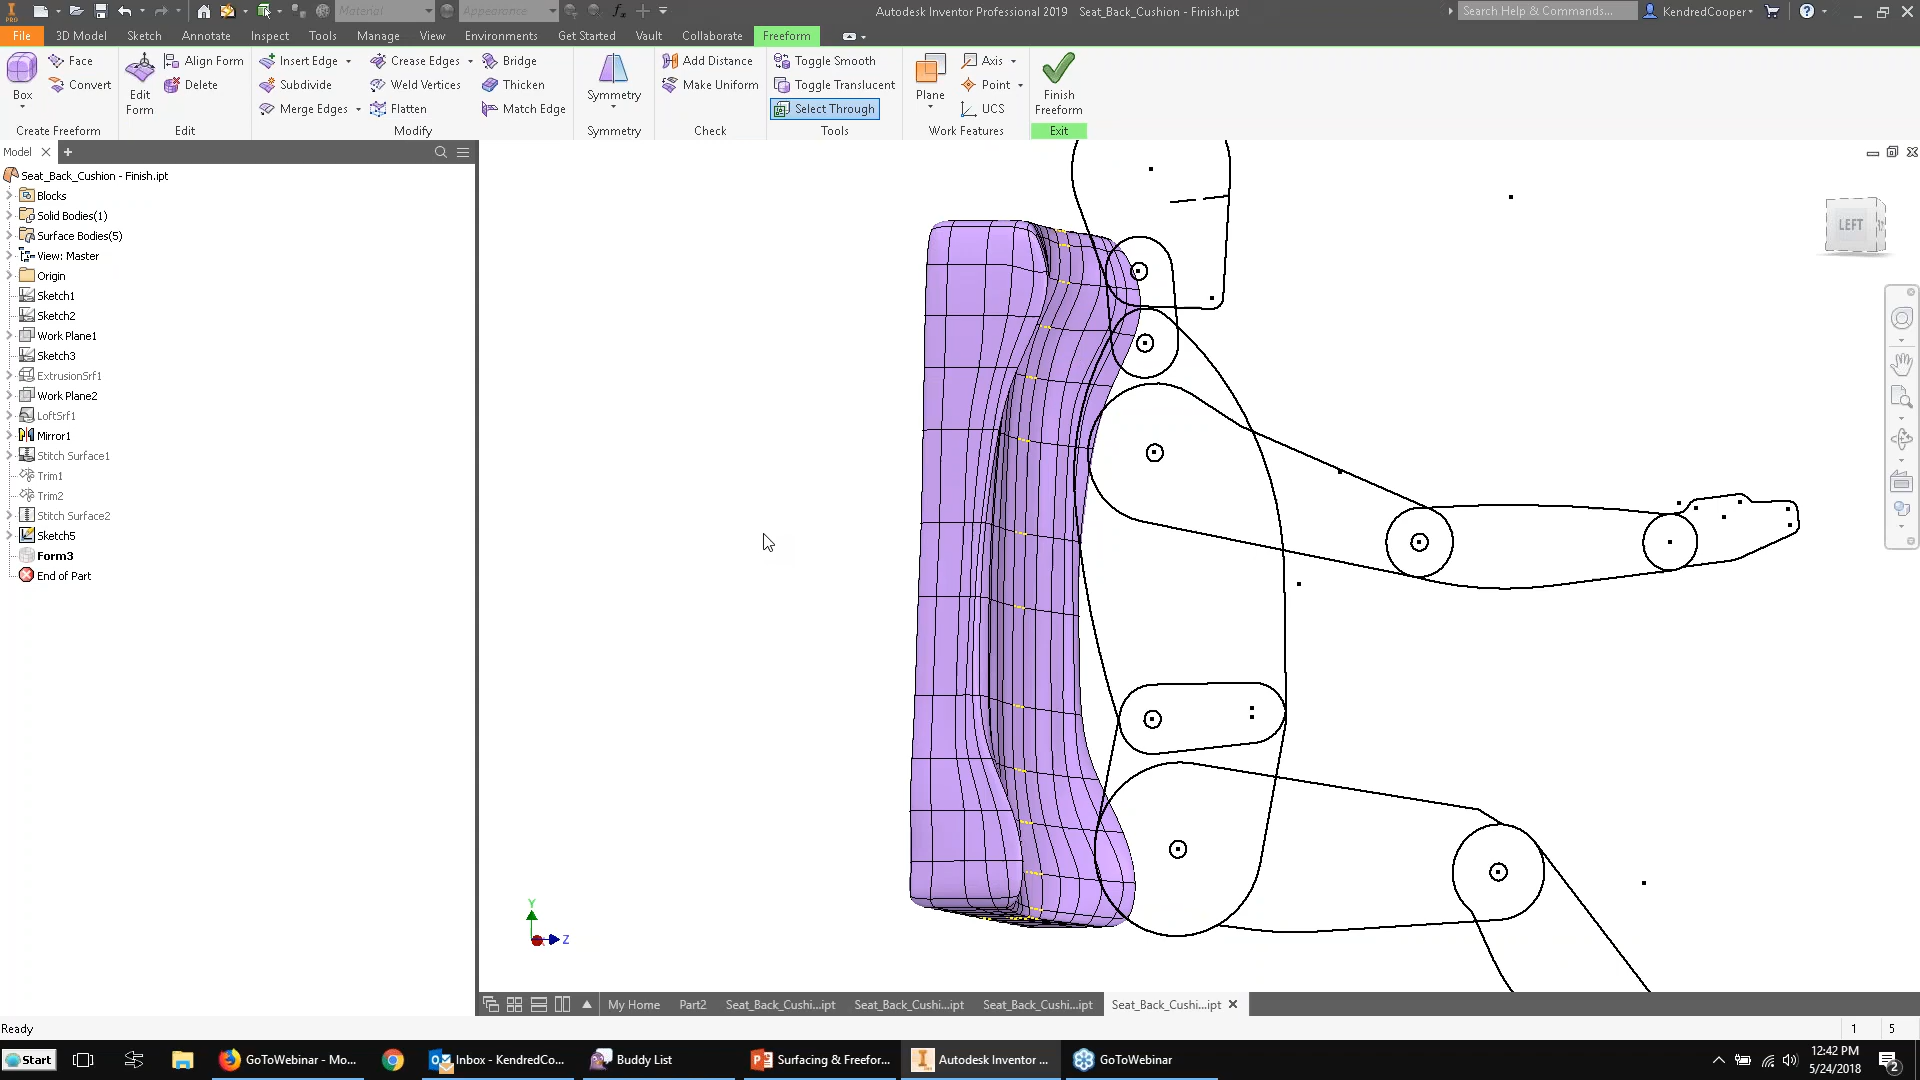 PRO
Material
Appearance
Autodesk Inventor Professional 2019 Seat_Back_Cushion - Finish.ipt
Search Help & Commands...
KendredCooper
File 3D Model Sketch Annotate Inspect Tools Manage View Environments Get Started Vault Collaborate Freeform
Box Face Convert
Create Freeform
Edit Form Align Form Delete
Edit
Insert Edge Crease Edges Bridge
Subdivide Weld Vertices Thicken
Merge Edges Flatten Match Edge
Modify
Symmetry
Symmetry
Add Distance
Make Uniform
Check
Toggle Smooth
Toggle Translucent
Select Through
Tools
Plane Axis Point UCS
Work Features
Finish Freeform
Exit
Model
Seat_Back_Cushion - Finish.ipt
Blocks
Solid Bodies(1)
Surface Bodies(5)
View: Master
Origin
Sketch1
Sketch2
Work Plane1
Sketch3
ExtrusionSrf1
Work Plane2
LoftSrf1
Mirror1
Stitch Surface1
Trim1
Trim2
Stitch Surface2
Sketch5
Form3
End of Part
LEFT
Y
Z
My Home Part2 Seat_Back_Cushi...ipt Seat_Back_Cushi...ipt Seat_Back_Cushi...ipt Seat_Back_Cushi...ipt
Ready
1 5
Start
GoToWebinar - Mo...
Inbox - KendredCo...
Buddy List
Surfacing & Freefor...
Autodesk Inventor ...
GoToWebinar
12:42 PM
5/24/2018
2